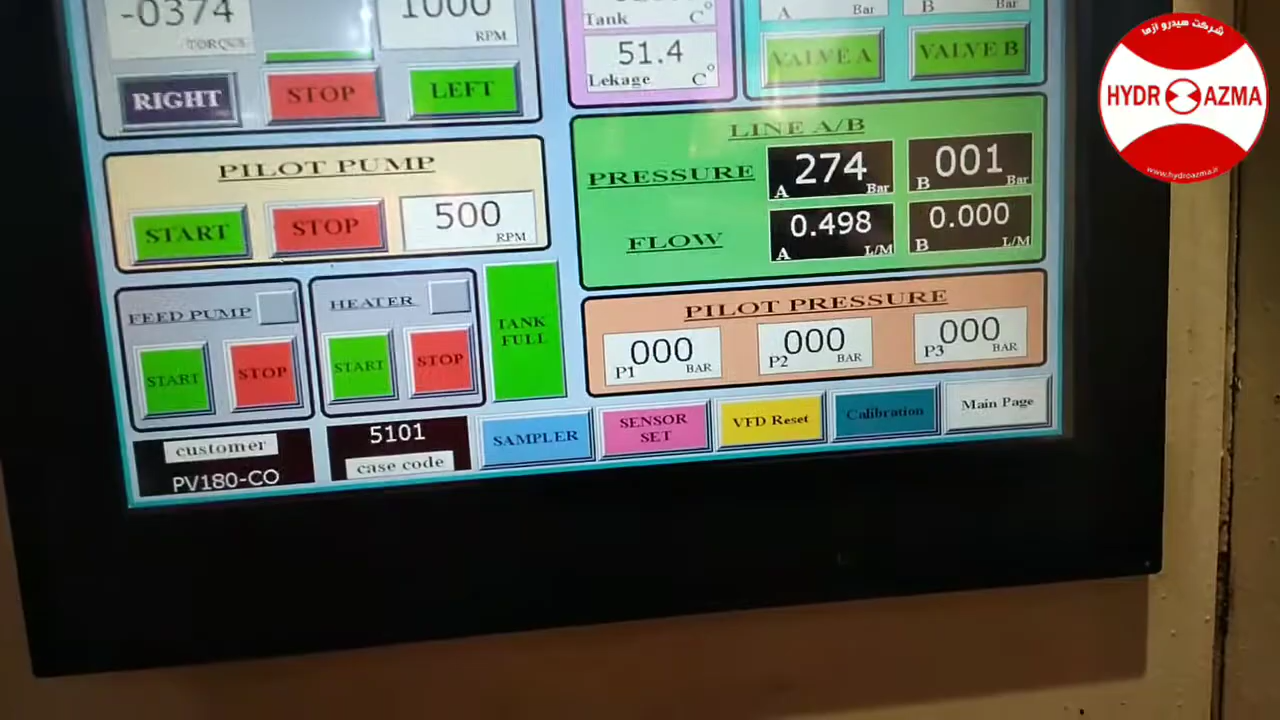 -0374
TORQUE
1000
RPM
RIGHT
STOP
LEFT
Tank C°
51.4
Lekage C°
A Bar
B Bar
VALVE A
VALVE B
PILOT PUMP
START
STOP
500
RPM
LINE A/B
PRESSURE
274
A Bar
001
B Bar
FLOW
0.498
A L/M
0.000
B L/M
FEED PUMP
START
STOP
HEATER
START
STOP
TANK
FULL
PILOT PRESSURE
000
P1 BAR
000
P2 BAR
000
P3 BAR
customer
PV180-CO
5101
case code
SAMPLER
SENSOR
SET
VFD Reset
Calibration
Main Page
شرکت هیدرو آزما
HYDRO AZMA
www.hydroazma.ir